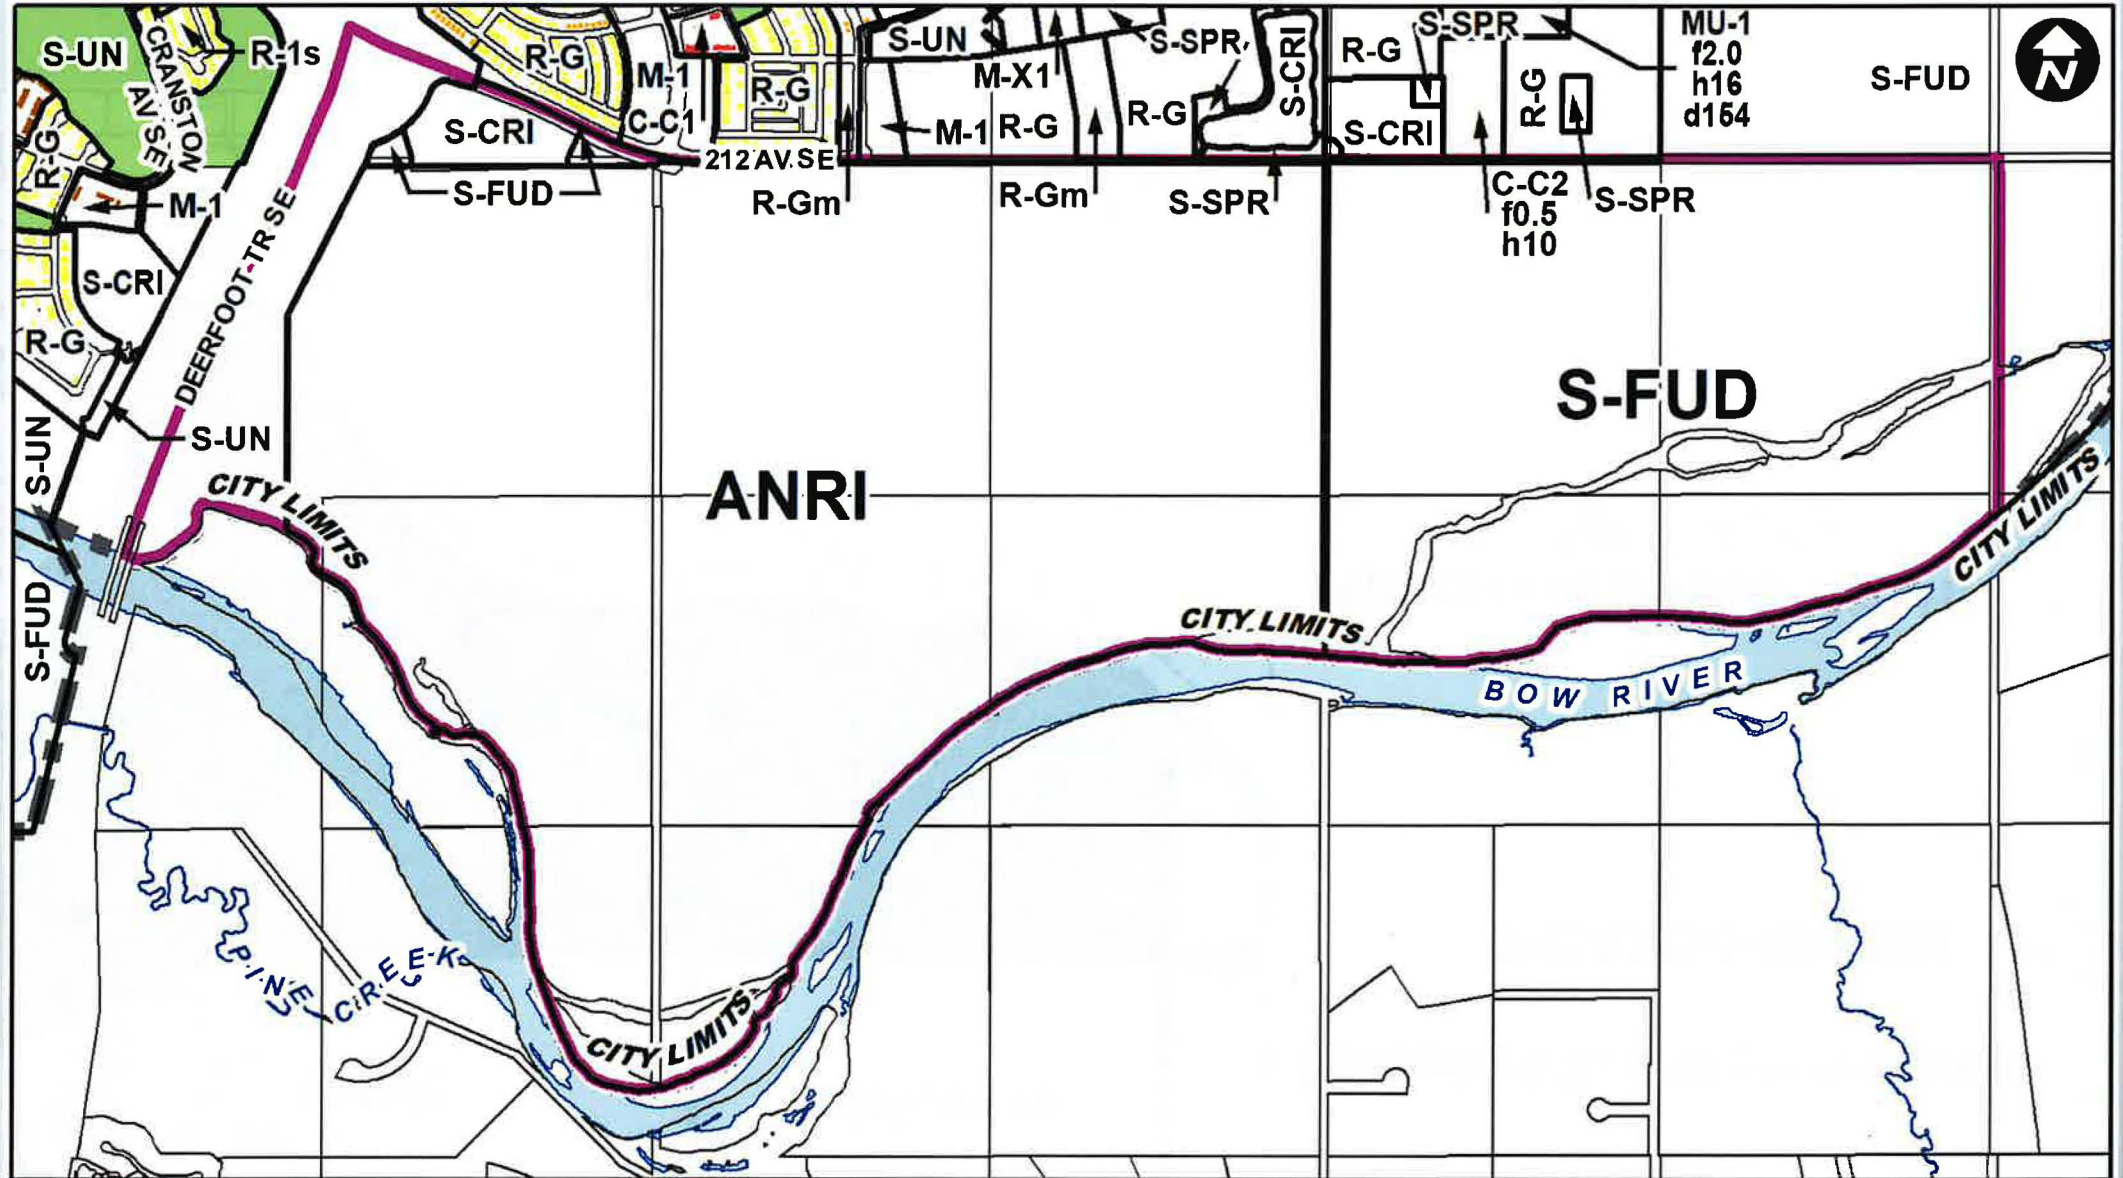 S-UN
CRANSTON
AV SE
R-1s
R-G
M-1
S-CRI
R-G
S-UN
S-UN
S-FUD
DEERFOOT TR SE
R-G
M-1
C-C1
R-G
S-CRI
S-FUD
212 AV SE
R-Gm
S-UN
M-1
M-X1
R-G
R-Gm
S-SPR
R-G
S-CRI
S-SPR
R-G
S-CRI
S-SPR
R-G
C-C2
f0.5
h10
S-SPR
MU-1
f2.0
h16
d154
S-FUD
N
S-FUD
ANRI
CITY LIMITS
CITY LIMITS
CITY LIMITS
BOW RIVER
PINE CREEK
CITY LIMITS